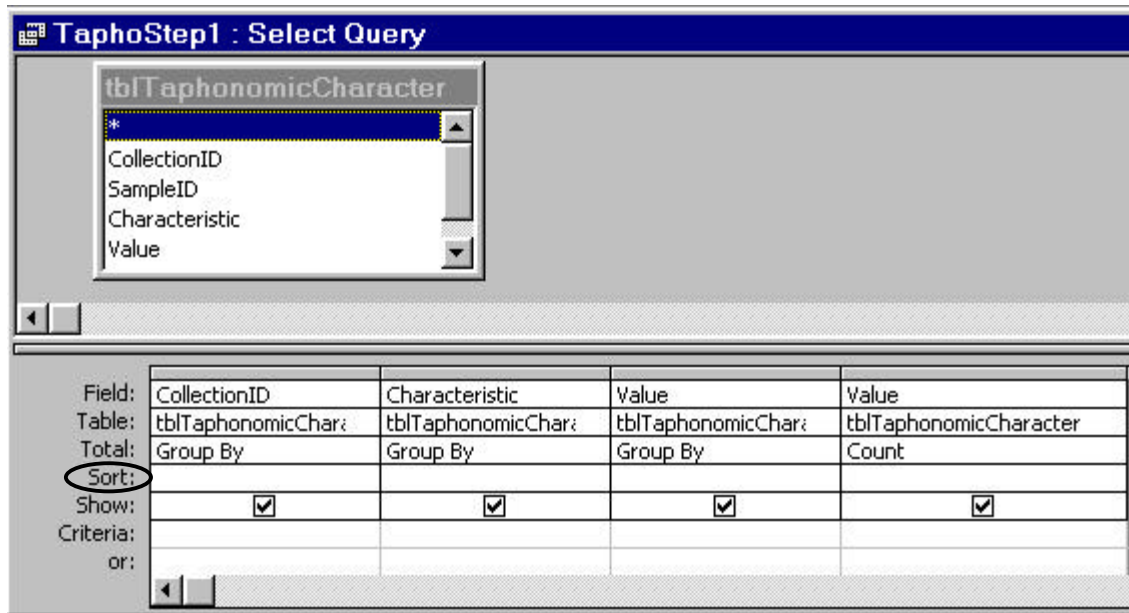 TaphoStep1 : Select Query
tblTaphonomicCharacter
*
CollectionID
SampleID
Characteristic
Value
Field: CollectionID Characteristic Value Value
Table: tblTaphonomicChara tblTaphonomicChara tblTaphonomicChara tblTaphonomicCharacter
Total: Group By Group By Group By Count
Sort:
Show:
Criteria:
or: